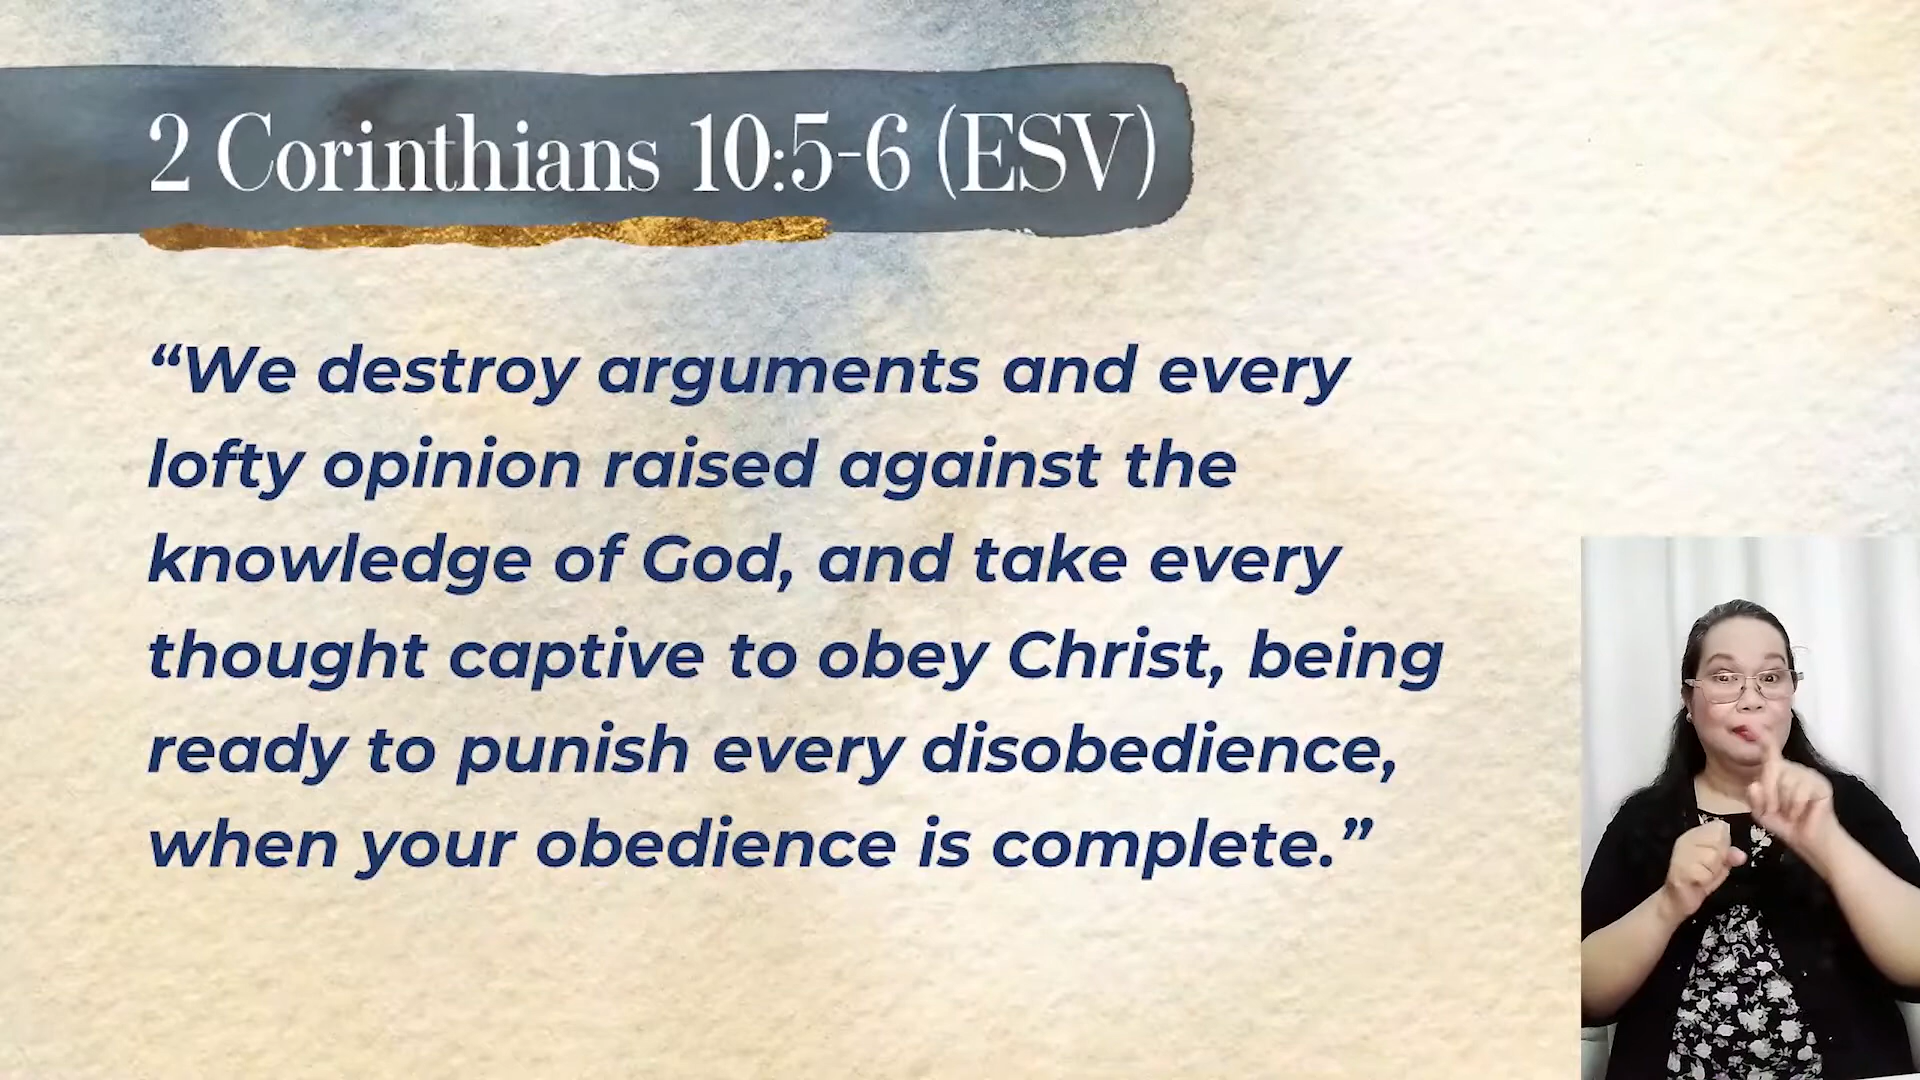 2 Corinthians 10:5-6 (ESV)
“We destroy arguments and every
lofty opinion raised against the
knowledge of God, and take every
thought captive to obey Christ, being
ready to punish every disobedience,
when your obedience is complete.”